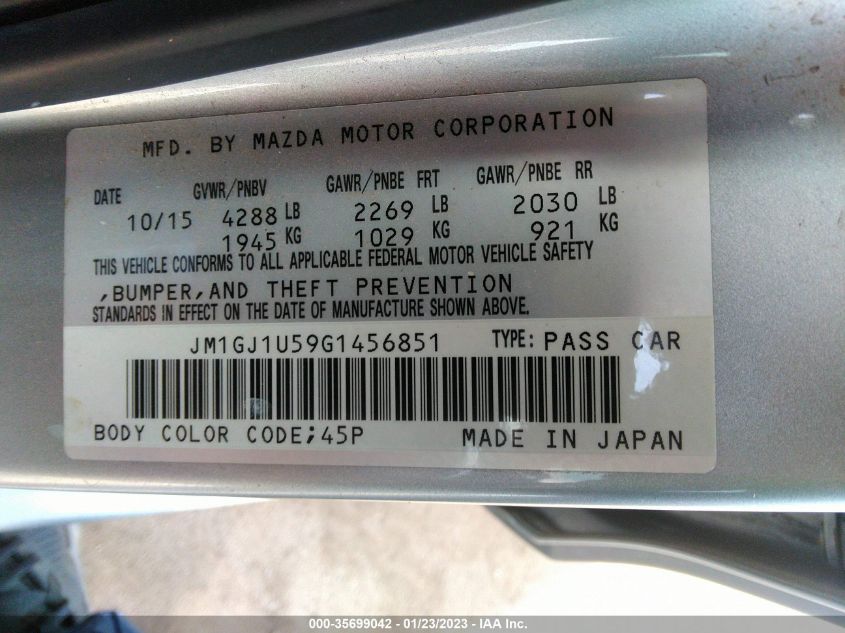 MFD. BY MAZDA MOTOR CORPORATION
DATE GVWR/PNBV GAWR/PNBE FRT GAWR/PNBE RR
10/15 4288 LB 2269 LB 2030 LB
1945 KG 1029 KG 921 KG
THIS VEHICLE CONFORMS TO ALL APPLICABLE FEDERAL MOTOR VEHICLE SAFETY
,BUMPER,AND THEFT PREVENTION
STANDARDS IN EFFECT ON THE DATE OF MANUFACTURE SHOWN ABOVE.
JM1GJ1U59G1456851 TYPE: PASS CAR
BODY COLOR CODE;45P MADE IN JAPAN
000-35699042 - 01/23/2023 - IAA Inc.